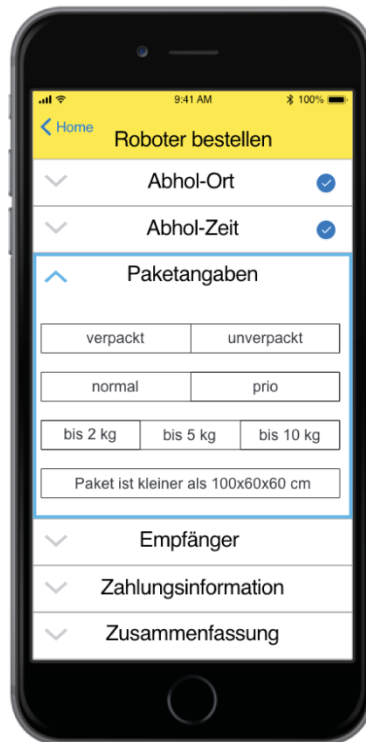 9:41 AM 100%
Home
Roboter bestellen
Abhol-Ort
Abhol-Zeit
Paketangaben
verpackt unverpackt
normal prio
bis 2 kg bis 5 kg bis 10 kg
Paket ist kleiner als 100x60x60 cm
Empfänger
Zahlungsinformation
Zusammenfassung